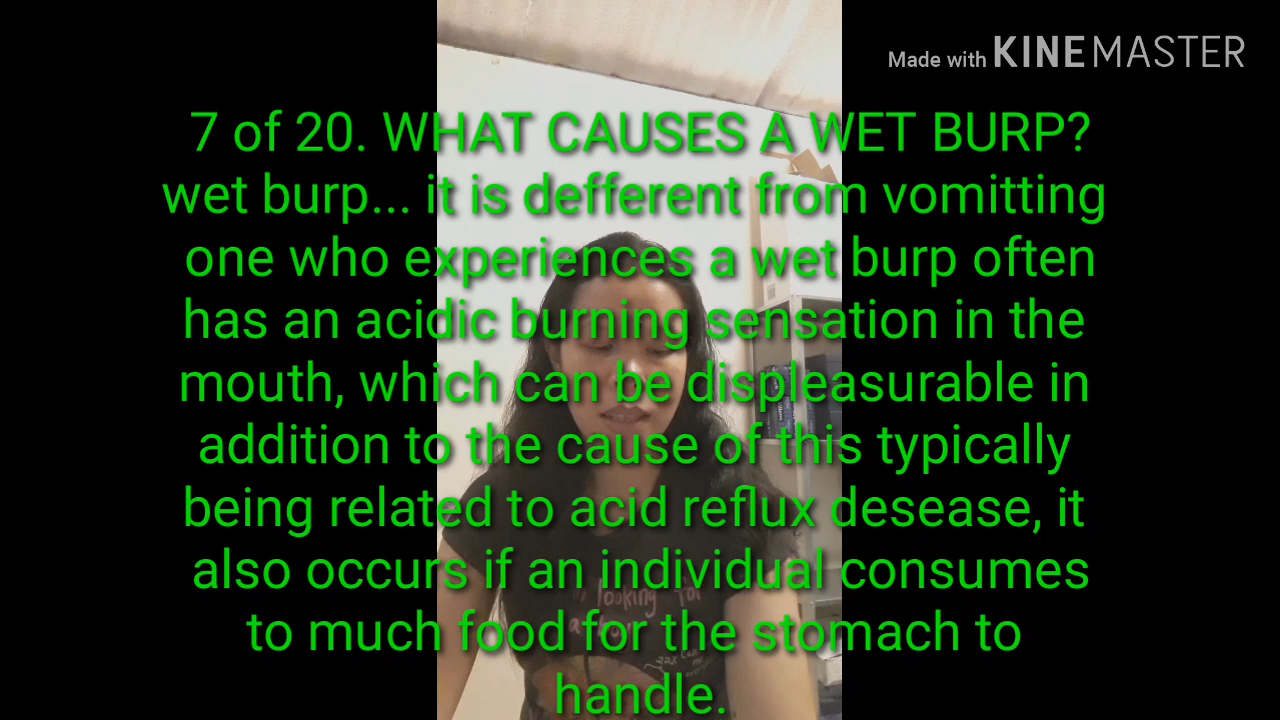 Made with KINEMASTER
7 of 20. WHAT CAUSES A WET BURP?
wet burp... it is defferent from vomitting
one who experiences a wet burp often
has an acidic burning sensation in the
mouth, which can be displeasurable in
addition to the cause of this typically
being related to acid reflux desease, it
also occurs if an individual consumes
to much food for the stomach to
handle.
looking for